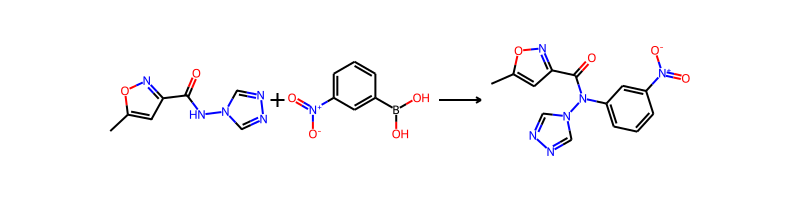 O N O HN N N N + O N+ O- B OH OH
O N O N N N N N+ O- O